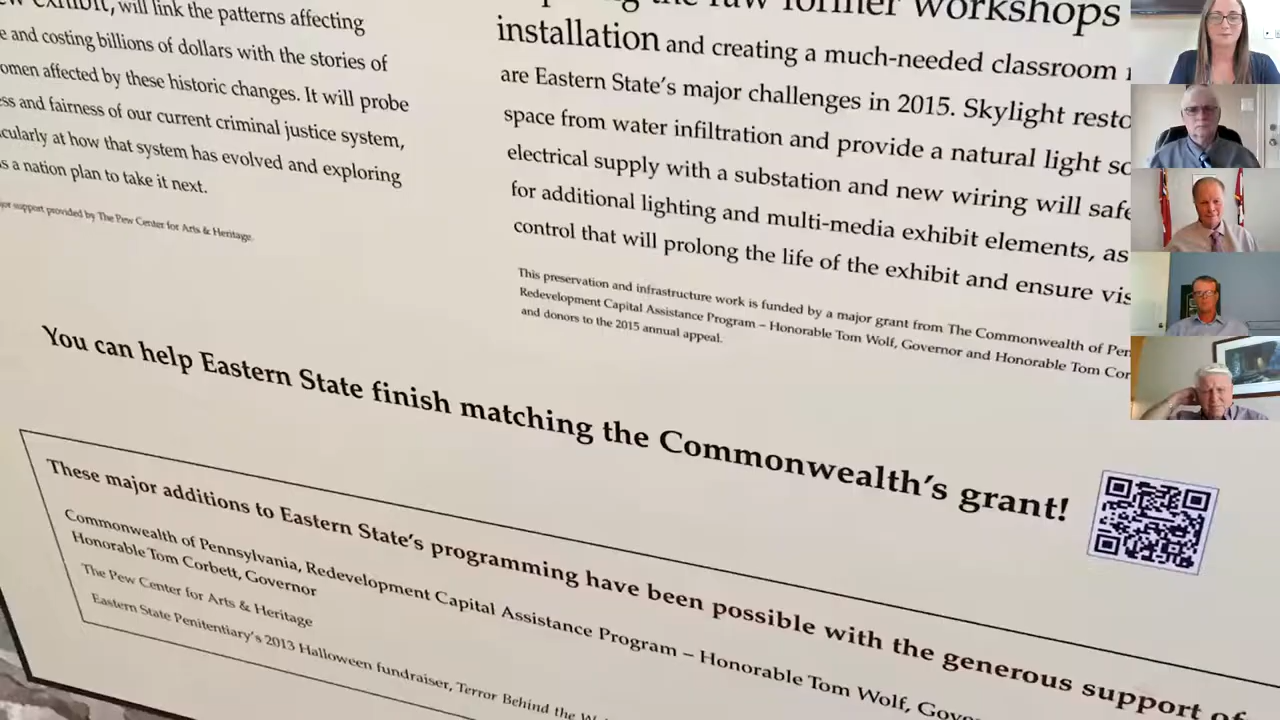 exhibit, will link the patterns affecting
e and costing billions of dollars with the stories of
omen affected by these historic changes. It will probe
ss and fairness of our current criminal justice system,
cularly at how that system has evolved and exploring
s a nation plan to take it next.
jor support provided by The Pew Center for Arts & Heritage.
the raw former workshops
installation and creating a much-needed classroom
are Eastern State's major challenges in 2015. Skylight resto
space from water infiltration and provide a natural light so
electrical supply with a substation and new wiring will safe
for additional lighting and multi-media exhibit elements, as
control that will prolong the life of the exhibit and ensure vis
This preservation and infrastructure work is funded by a major grant from The Commonwealth of Pen
Redevelopment Capital Assistance Program – Honorable Tom Wolf, Governor and Honorable Tom Cor
and donors to the 2015 annual appeal.
You can help Eastern State finish matching the Commonwealth's grant!
These major additions to Eastern State's programming have been possible with the generous support of
Commonwealth of Pennsylvania, Redevelopment Capital Assistance Program – Honorable Tom Wolf, Gove
Honorable Tom Corbett, Governor
The Pew Center for Arts & Heritage
Eastern State Penitentiary's 2013 Halloween fundraiser, Terror Behind the W